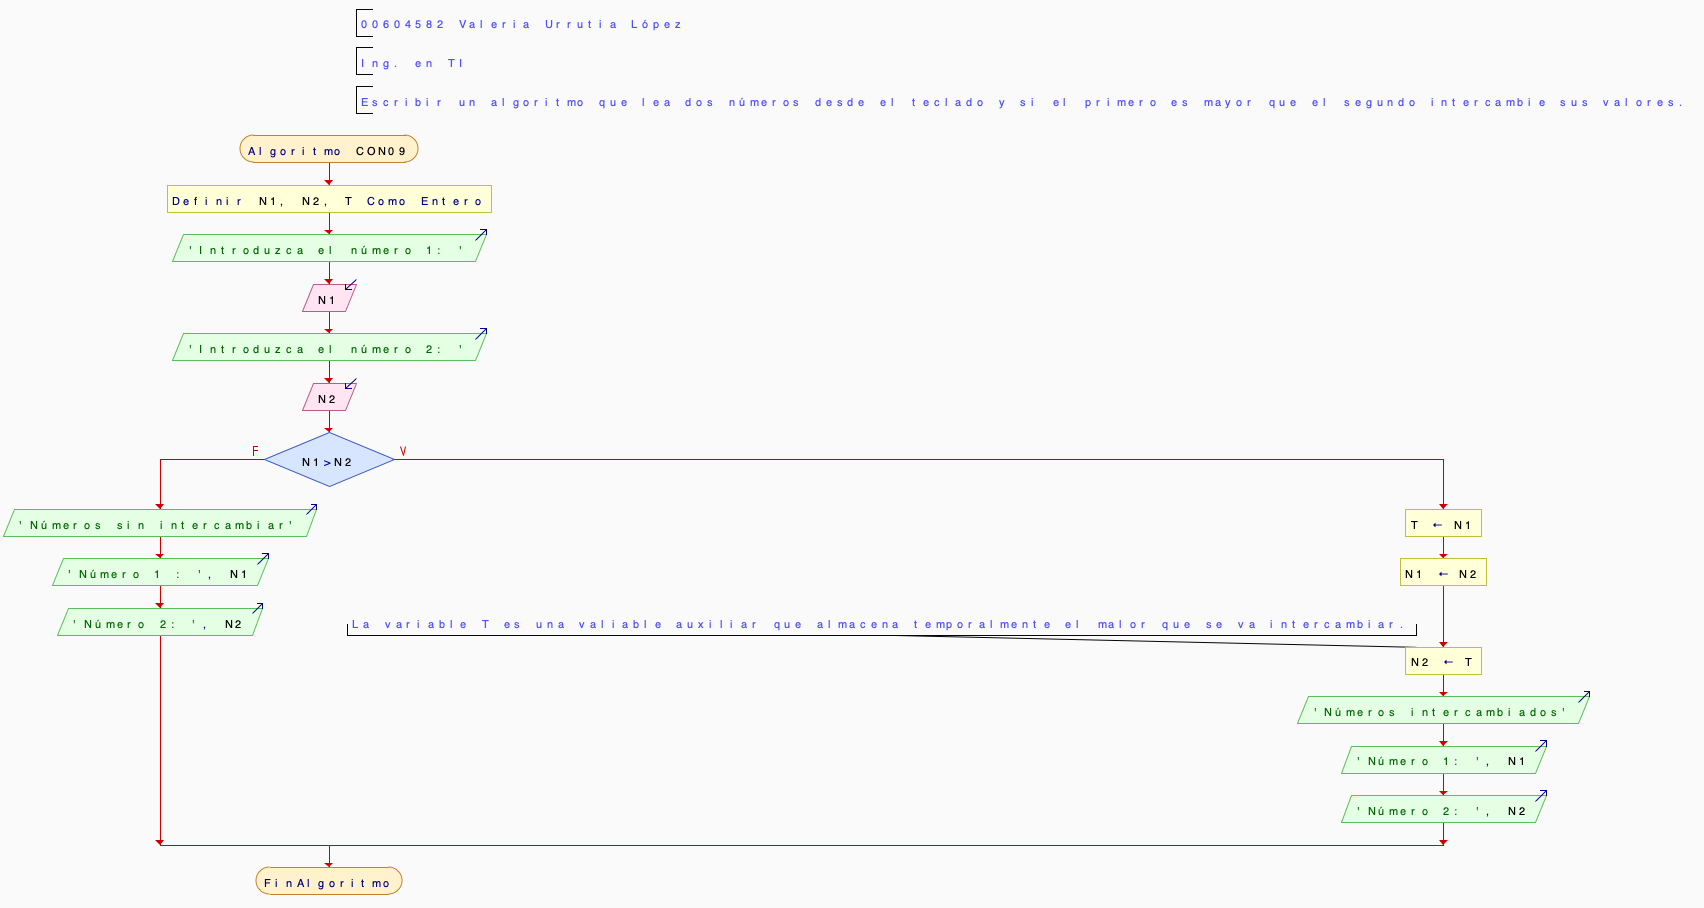 00604582 Valeria Urrutia López
Ing. en TI
Escribir un algoritmo que lea dos números desde el teclado y si el primero es mayor que el segundo intercambie sus valores.
Algoritmo CON09
Definir N1, N2, T Como Entero
'Introduzca el número 1: '
N1
'Introduzca el número 2: '
N2
F
V
N1>N2
'Números sin intercambiar'
'Número 1 : ', N1
'Número 2: ', N2
T ← N1
N1 ← N2
La variable T es una valiable auxiliar que almacena temporalmente el malor que se va intercambiar.
N2 ← T
'Números intercambiados'
'Número 1: ', N1
'Número 2: ', N2
FinAlgoritmo